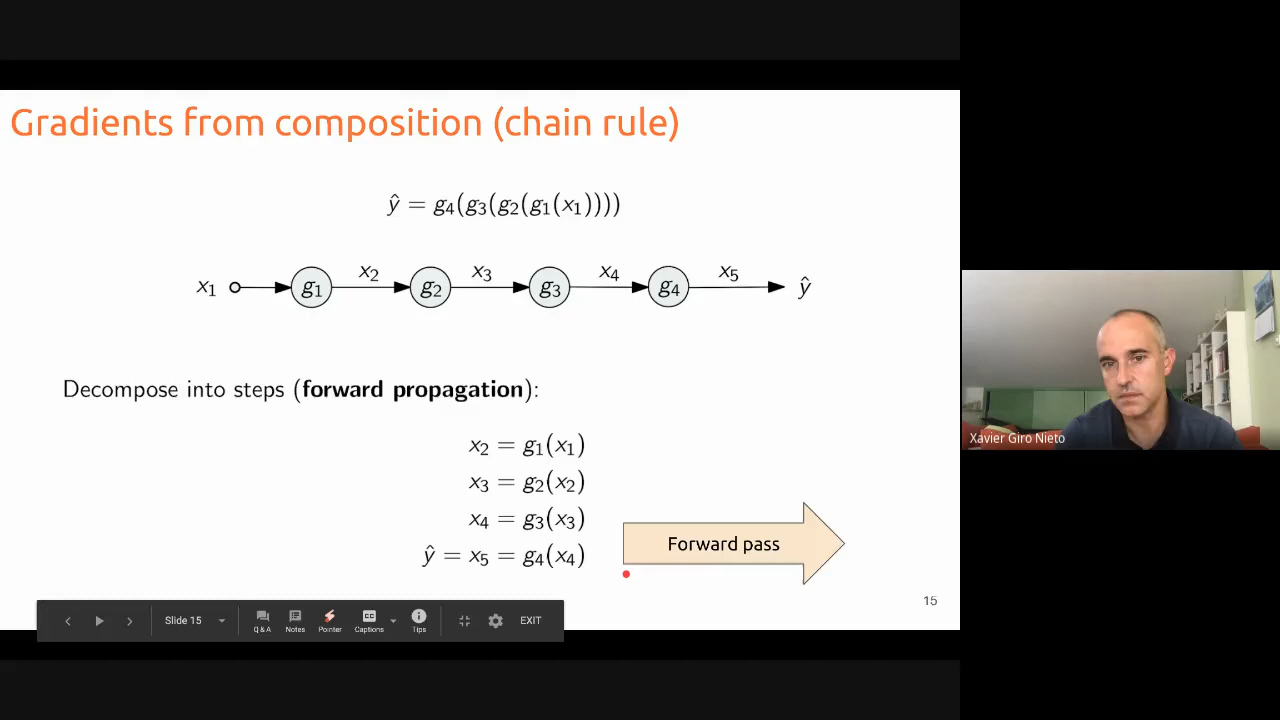 Gradients from composition (chain rule)
ŷ = g₄(g₃(g₂(g₁(x₁))))
x₁ g₁ x₂ g₂ x₃ g₃ x₄ g₄ x₅ ŷ
Decompose into steps (forward propagation):
x₂ = g₁(x₁)
x₃ = g₂(x₂)
x₄ = g₃(x₃)
ŷ = x₅ = g₄(x₄)
Forward pass
15
Slide 15
Q & A
Notes
Pointer
Captions
Tips
EXIT
Xavier Giro Nieto